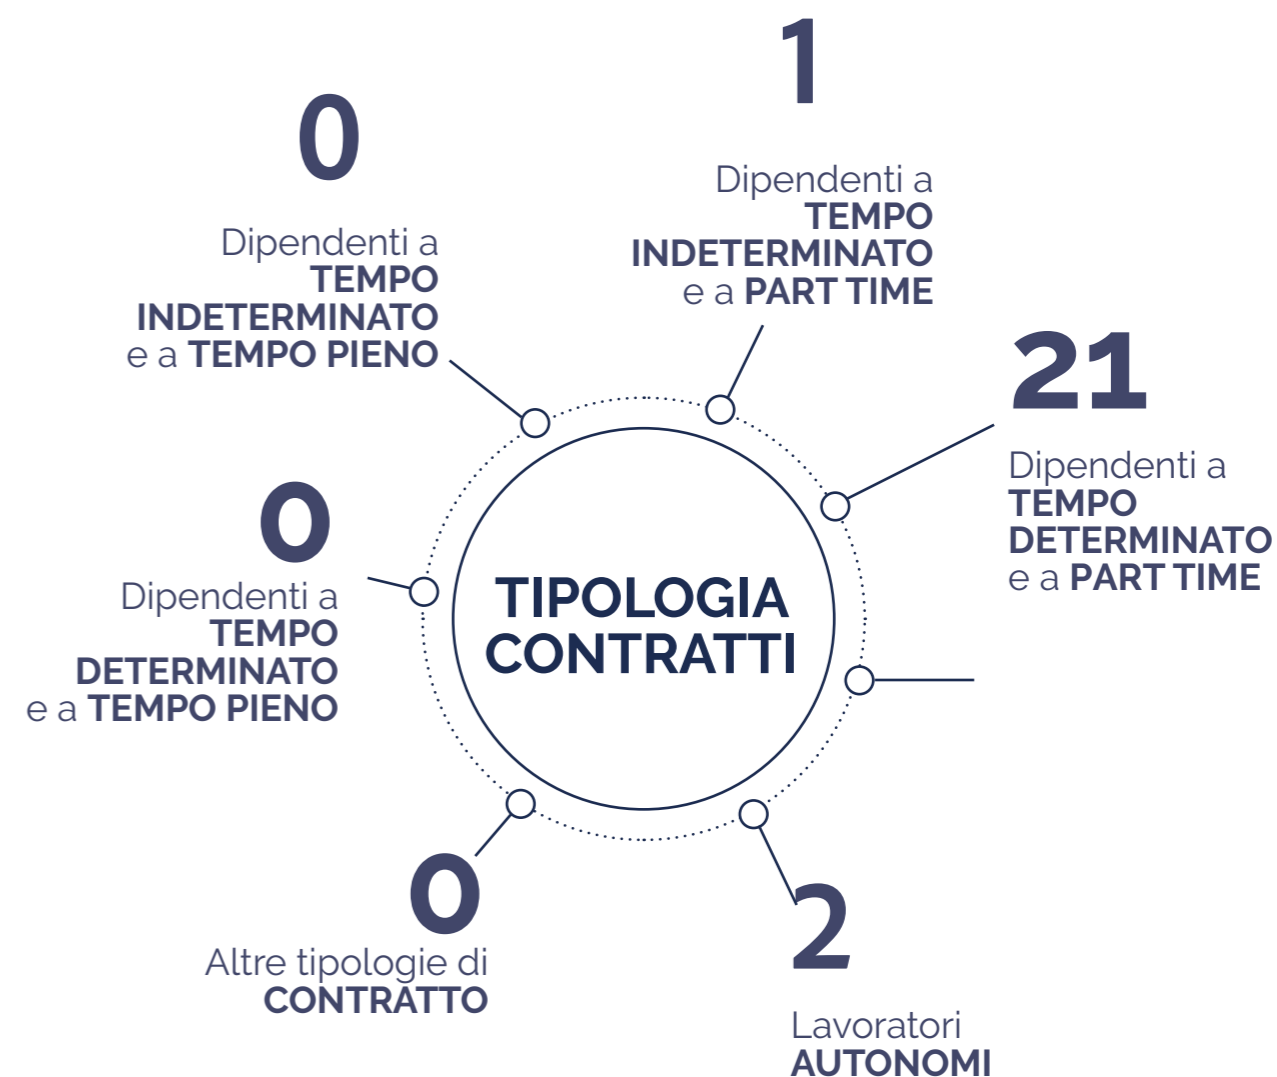 1
Dipendenti a
TEMPO
INDETERMINATO
e a PART TIME
0
Dipendenti a
TEMPO
INDETERMINATO
e a TEMPO PIENO
21
Dipendenti a
TEMPO
DETERMINATO
e a PART TIME
0
Dipendenti a
TEMPO
DETERMINATO
e a TEMPO PIENO
TIPOLOGIA
CONTRATTI
0
Altre tipologie di
CONTRATTO
2
Lavoratori
AUTONOMI